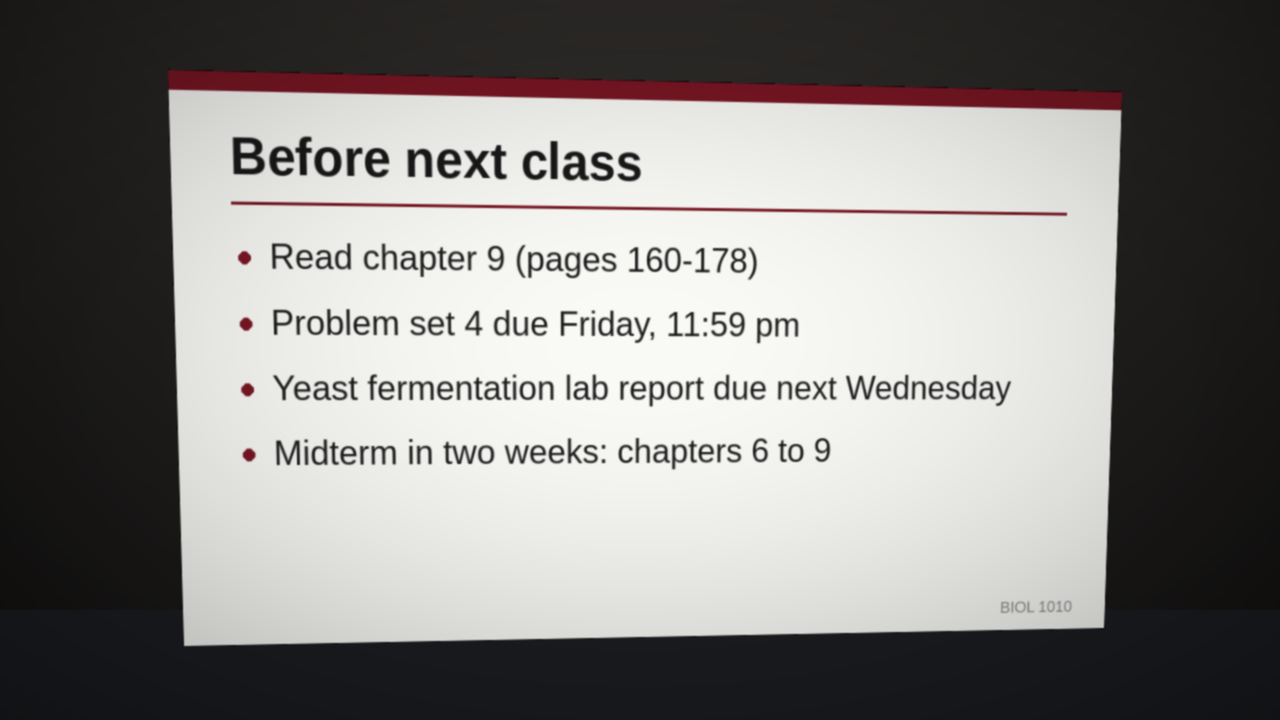 Before next class
Read chapter 9 (pages 160-178)
Problem set 4 due Friday, 11:59 pm
Yeast fermentation lab report due next Wednesday
Midterm in two weeks: chapters 6 to 9
BIOL 1010